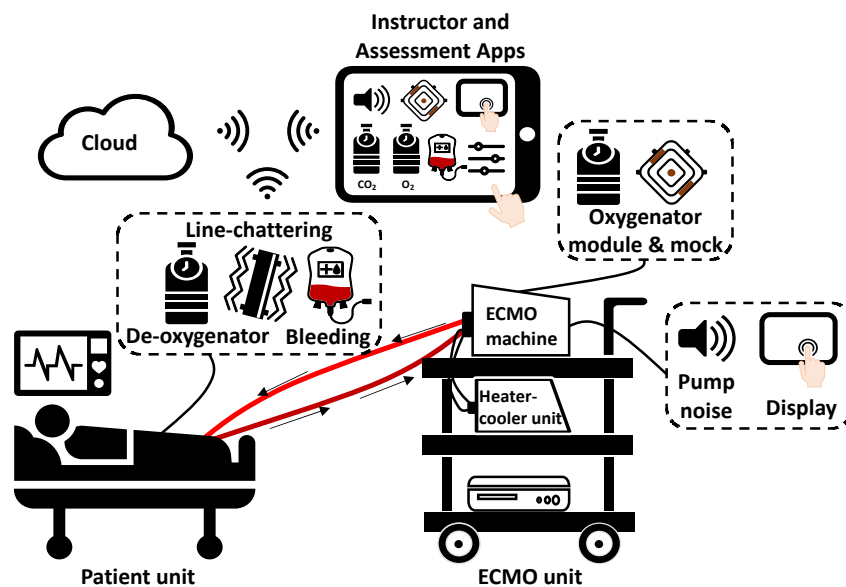 Instructor and
Assessment Apps
Cloud
CO₂
O₂
Line-chattering
De-oxygenator
Bleeding
Oxygenator
module & mock
ECMO
machine
Heater-
cooler unit
Pump
noise
Display
Patient unit
ECMO unit